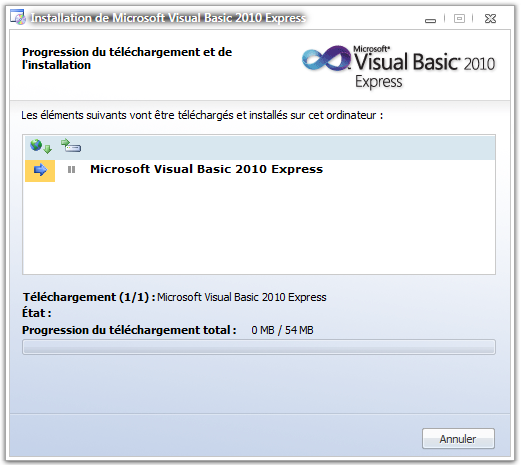 Installation de Microsoft Visual Basic 2010 Express
Progression du téléchargement et de
l'installation
Microsoft®
Visual Basic® 2010
Express
Les éléments suivants vont être téléchargés et installés sur cet ordinateur :
Microsoft Visual Basic 2010 Express
Téléchargement (1/1) : Microsoft Visual Basic 2010 Express
État :
Progression du téléchargement total : 0 MB / 54 MB
Annuler